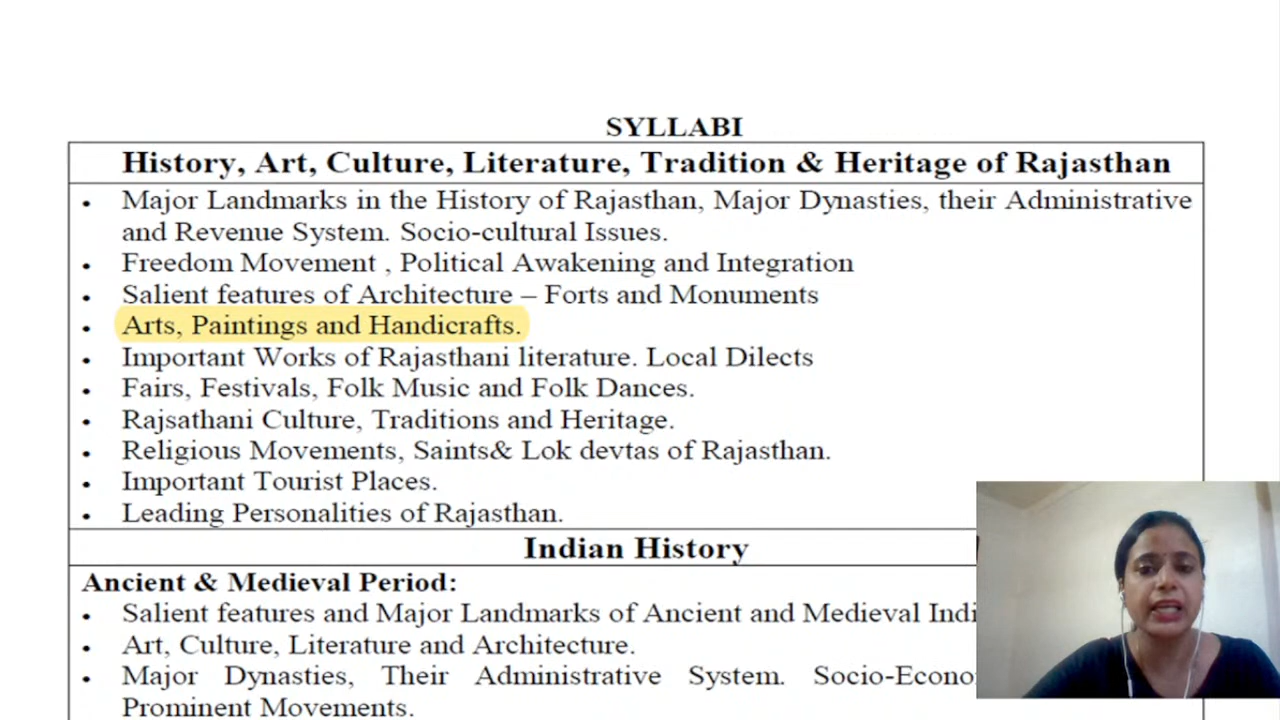 SYLLABI
History, Art, Culture, Literature, Tradition & Heritage of Rajasthan
• Major Landmarks in the History of Rajasthan, Major Dynasties, their Administrative
and Revenue System. Socio-cultural Issues.
• Freedom Movement , Political Awakening and Integration
• Salient features of Architecture – Forts and Monuments
• Arts, Paintings and Handicrafts.
• Important Works of Rajasthani literature. Local Dilects
• Fairs, Festivals, Folk Music and Folk Dances.
• Rajsathani Culture, Traditions and Heritage.
• Religious Movements, Saints& Lok devtas of Rajasthan.
• Important Tourist Places.
• Leading Personalities of Rajasthan.
Indian History
Ancient & Medieval Period:
• Salient features and Major Landmarks of Ancient and Medieval
• Art, Culture, Literature and Architecture.
• Major Dynasties, Their Administrative System.
Prominent Movements.